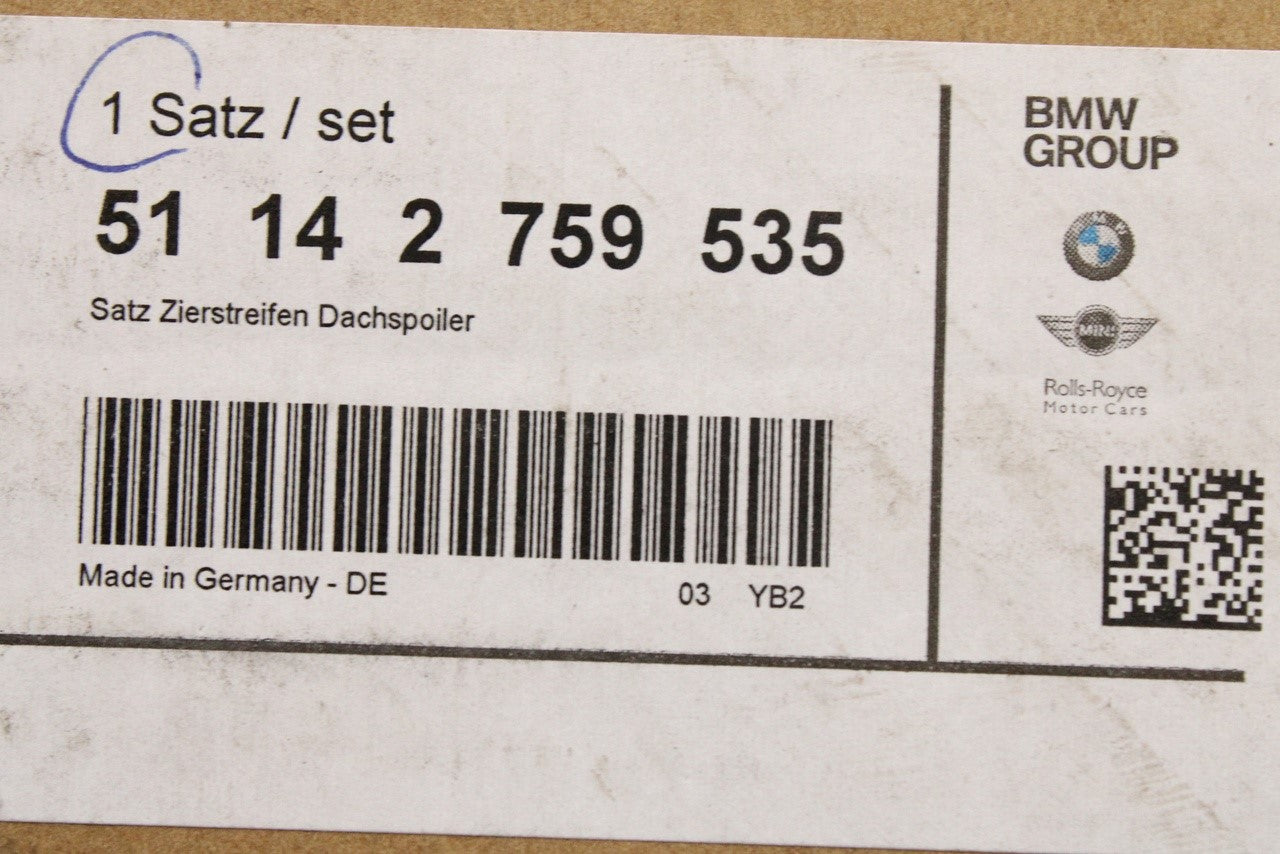 1 Satz / set
51 14 2 759 535
Satz Zierstreifen Dachspoiler
Made in Germany - DE
03 YB2
BMW
GROUP
BMW
MINI
Rolls-Royce
Motor Cars